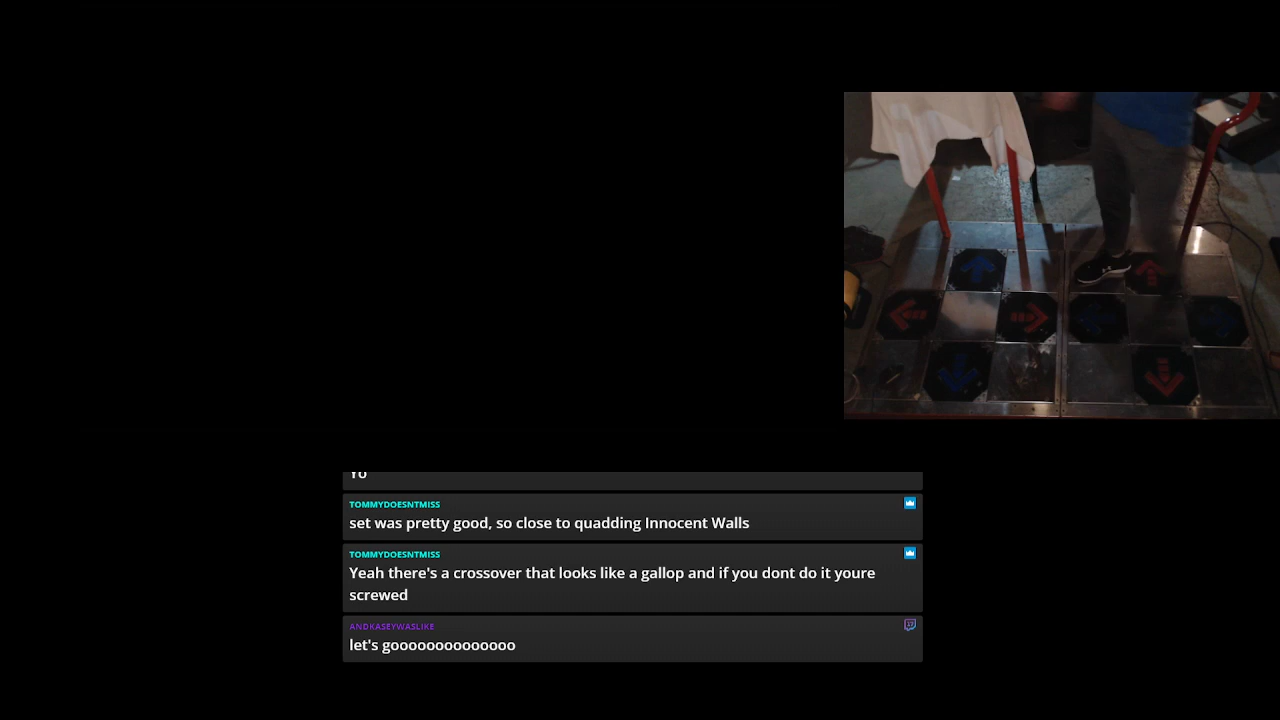 Yo
TOMMYDOESNTMISS
set was pretty good, so close to quadding Innocent Walls
TOMMYDOESNTMISS
Yeah there's a crossover that looks like a gallop and if you dont do it youre
screwed
ANDKASEYWASLIKE
let's goooooooooooooo